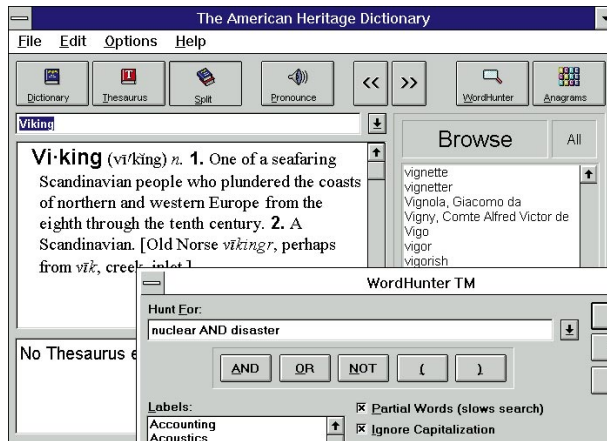 The American Heritage Dictionary
File Edit Options Help
Dictionary Thesaurus Split Pronounce << >> WordHunter Anagrams
Viking
Browse All
Vi·king (vī′kĭng) n. 1. One of a seafaring
Scandinavian people who plundered the coasts
of northern and western Europe from the
eighth through the tenth century. 2. A
Scandinavian. [Old Norse vīkingr, perhaps
from vīk, creek, inlet.]
vignette
vignetter
Vignola, Giacomo da
Vigny, Comte Alfred Victor de
Vigo
vigor
vigorish
No Thesaurus
WordHunter TM
Hunt For:
nuclear AND disaster
AND OR NOT ( )
Labels:
Accounting
Acoustics
Partial Words (slows search)
Ignore Capitalization